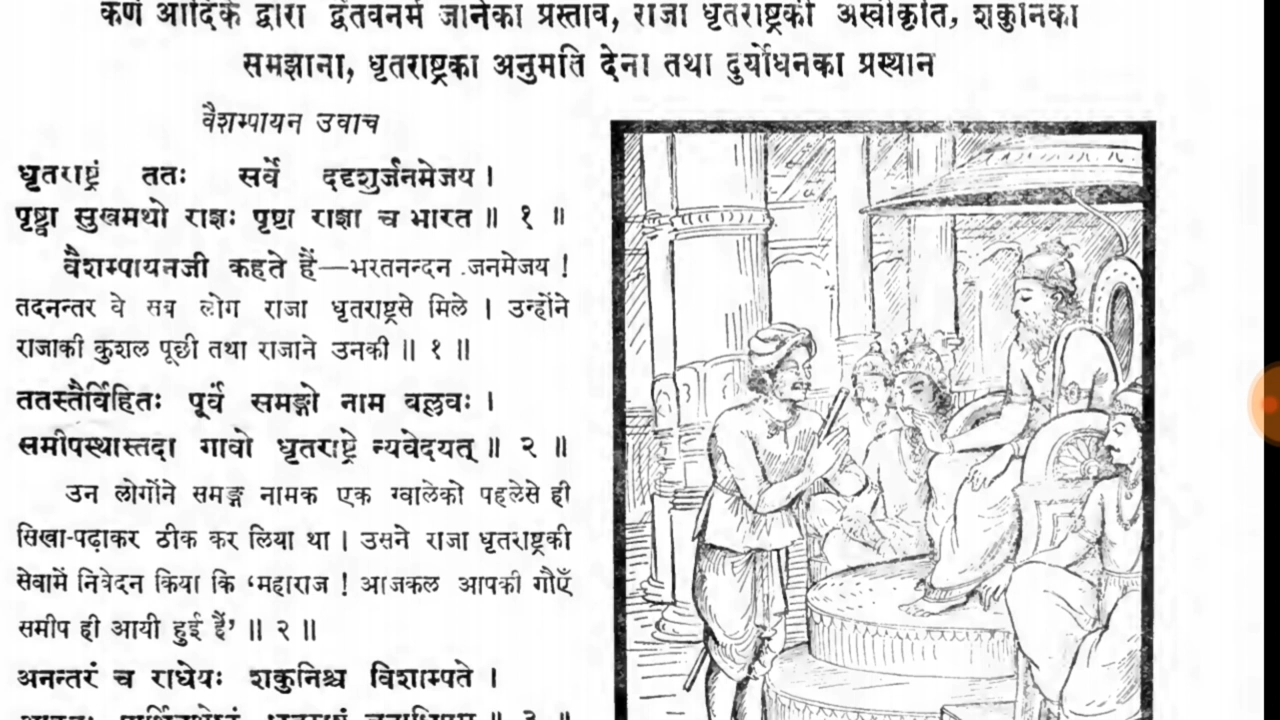 कर्ण आदिके द्वारा द्वैतवनमें जानेका प्रस्ताव, राजा धृतराष्ट्रकी अस्वीकृति, शकुनिका
समझाना, धृतराष्ट्रका अनुमति देना तथा दुर्योधनका प्रस्थान
वैशम्पायन उवाच
धृतराष्ट्रं ततः सर्वे ददृशुर्जनमेजय ।
पृष्ट्वा सुखमथो राज्ञः पृष्टा राज्ञा च भारत ॥ १ ॥
वैशम्पायनजी कहते हैं—भरतनन्दन जनमेजय !
तदनन्तर वे सब लोग राजा धृतराष्ट्रसे मिले । उन्होंने
राजाकी कुशल पूछी तथा राजाने उनकी ॥ १ ॥
ततस्तैर्विहितः पूर्वं समङ्गो नाम बल्लवः ।
समीपस्थास्तदा गावो धृतराष्ट्रे न्यवेदयत् ॥ २ ॥
उन लोगोंने समङ्ग नामक एक ग्वालेको पहलेसे ही
सिखा-पढ़ाकर ठीक कर लिया था । उसने राजा धृतराष्ट्रकी
सेवामें निवेदन किया कि ‘महाराज ! आजकल आपकी गौएँ
समीप ही आयी हुई हैं’ ॥ २ ॥
अनन्तरं च राधेयः शकुनिश्च विशाम्पते ।
॥ ३ ॥